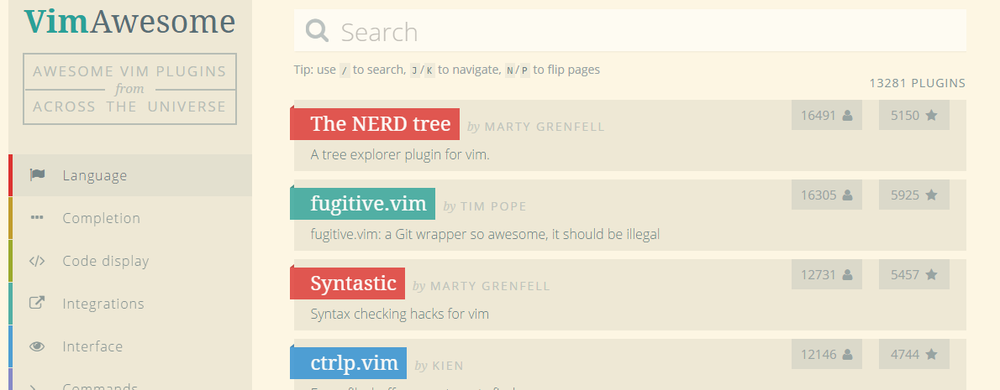 VimAwesome
AWESOME VIM PLUGINS
from
ACROSS THE UNIVERSE
Language
Completion
Code display
Integrations
Interface
Commands
Search
Tip: use / to search, J/K to navigate, N/P to flip pages
13281 PLUGINS
The NERD tree by MARTY GRENFELL 16491 5150
A tree explorer plugin for vim.
fugitive.vim by TIM POPE 16305 5925
fugitive.vim: a Git wrapper so awesome, it should be illegal
Syntastic by MARTY GRENFELL 12731 5457
Syntax checking hacks for vim
ctrlp.vim by KIEN 12146 4744